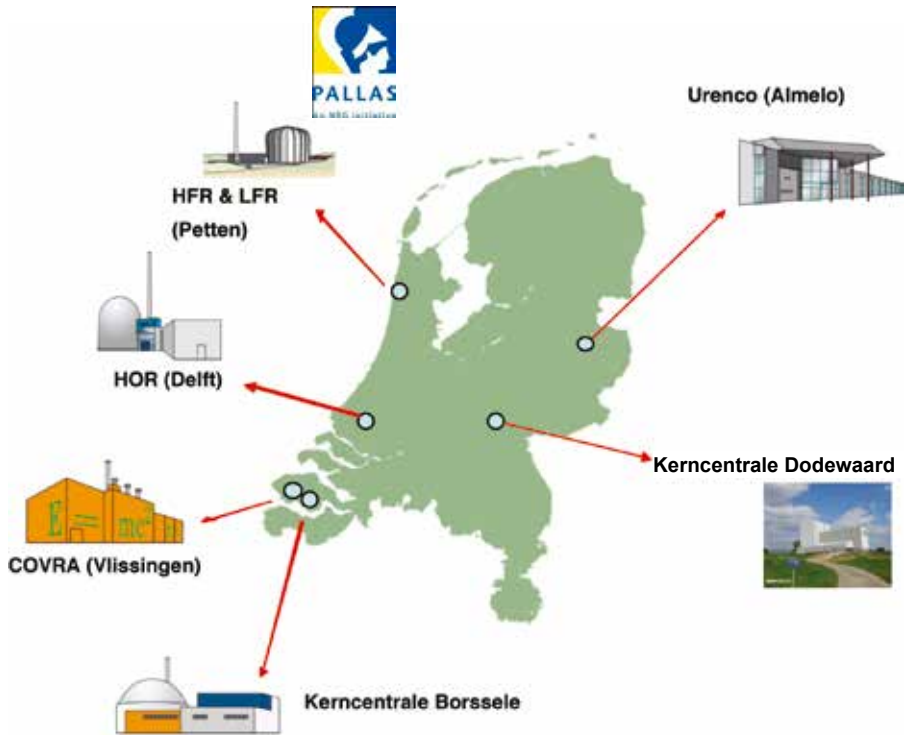 PALLAS
an NRG initiative
Urenco (Almelo)
HFR & LFR
(Petten)
HOR (Delft)
Kerncentrale Dodewaard
E = mc²
COVRA (Vlissingen)
Kerncentrale Borssele